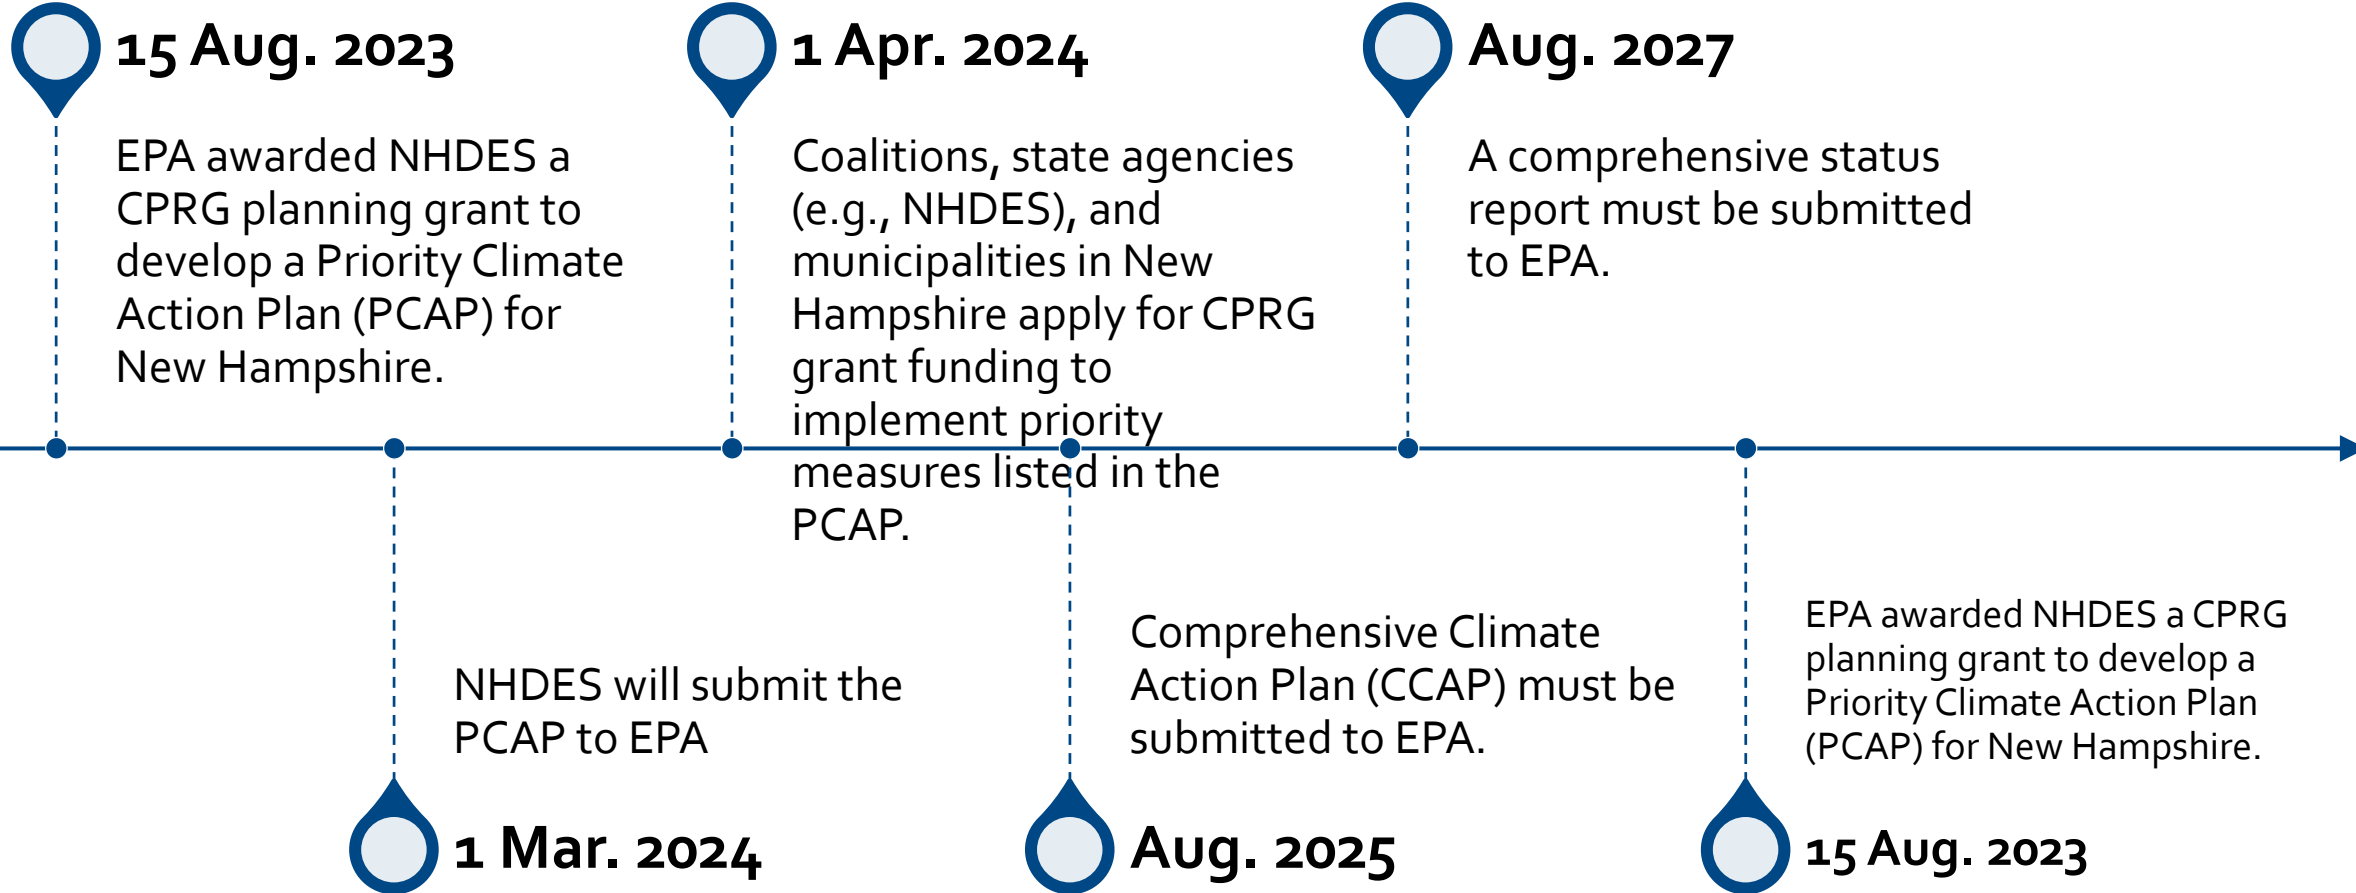 15 Aug. 2023
EPA awarded NHDES a
CPRG planning grant to
develop a Priority Climate
Action Plan (PCAP) for
New Hampshire.
1 Apr. 2024
Coalitions, state agencies
(e.g., NHDES), and
municipalities in New
Hampshire apply for CPRG
grant funding to
implement priority
measures listed in the
PCAP.
Aug. 2027
A comprehensive status
report must be submitted
to EPA.
NHDES will submit the
PCAP to EPA
1 Mar. 2024
Comprehensive Climate
Action Plan (CCAP) must be
submitted to EPA.
Aug. 2025
EPA awarded NHDES a CPRG
planning grant to develop a
Priority Climate Action Plan
(PCAP) for New Hampshire.
15 Aug. 2023